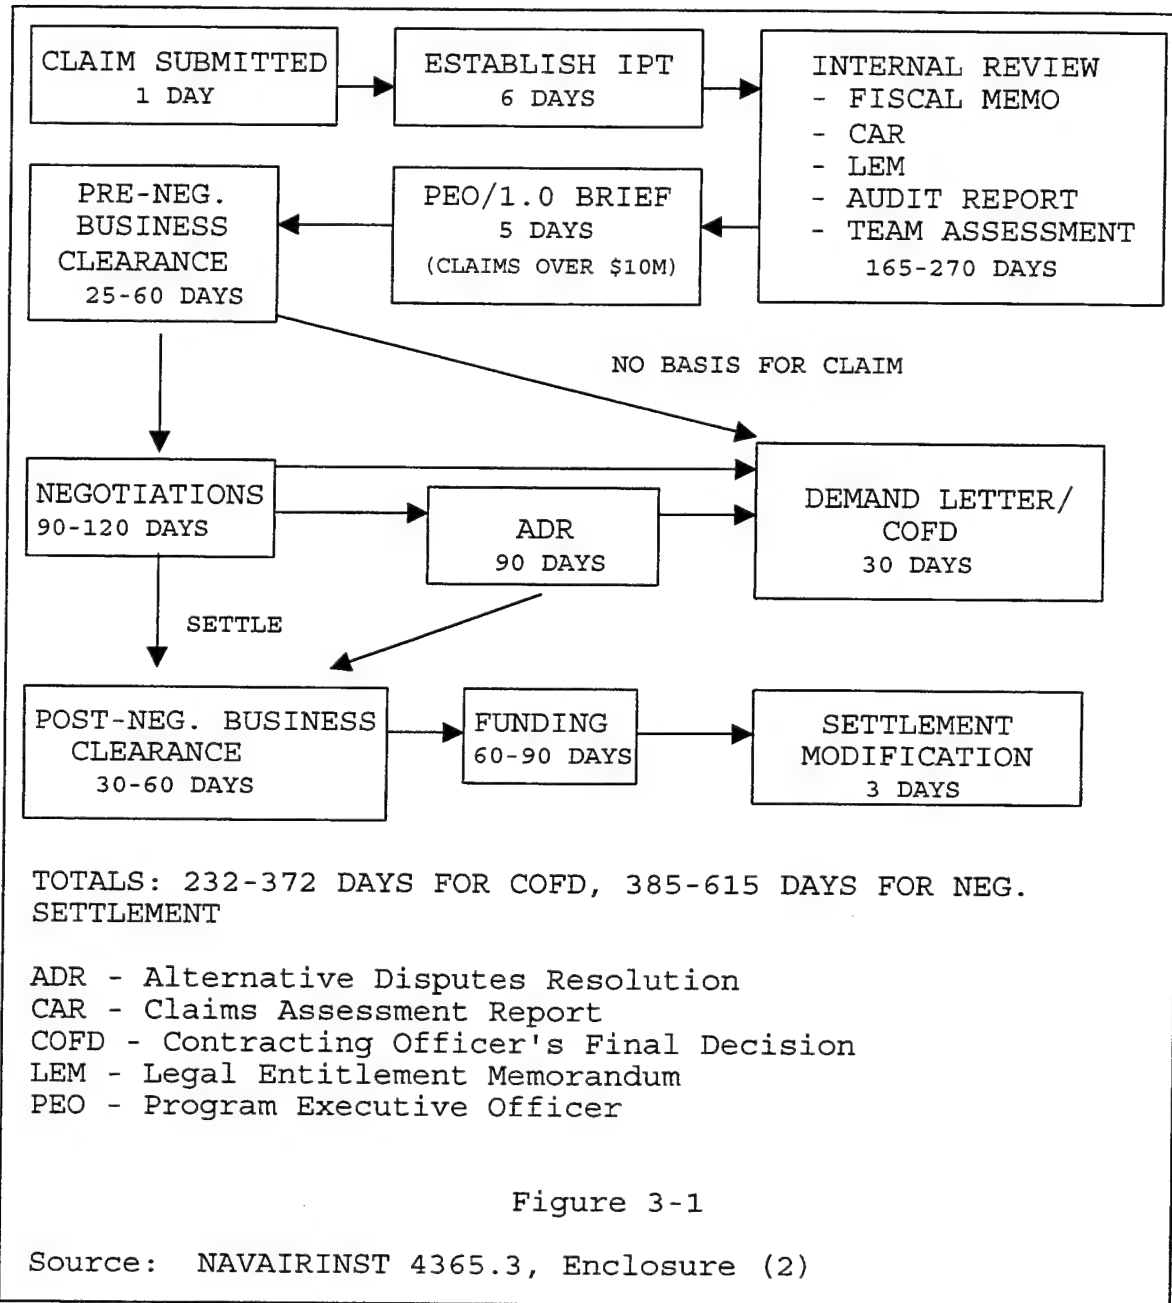 CLAIM SUBMITTED
1 DAY
ESTABLISH IPT
6 DAYS
INTERNAL REVIEW
- FISCAL MEMO
- CAR
- LEM
- AUDIT REPORT
- TEAM ASSESSMENT
165-270 DAYS
PEO/1.0 BRIEF
5 DAYS
(CLAIMS OVER $10M)
PRE-NEG.
BUSINESS
CLEARANCE
25-60 DAYS
NO BASIS FOR CLAIM
NEGOTIATIONS
90-120 DAYS
ADR
90 DAYS
DEMAND LETTER/
COFD
30 DAYS
SETTLE
POST-NEG. BUSINESS
CLEARANCE
30-60 DAYS
FUNDING
60-90 DAYS
SETTLEMENT
MODIFICATION
3 DAYS
TOTALS: 232-372 DAYS FOR COFD, 385-615 DAYS FOR NEG.
SETTLEMENT
ADR - Alternative Disputes Resolution
CAR - Claims Assessment Report
COFD - Contracting Officer's Final Decision
LEM - Legal Entitlement Memorandum
PEO - Program Executive Officer
Figure 3-1
Source: NAVAIRINST 4365.3, Enclosure (2)